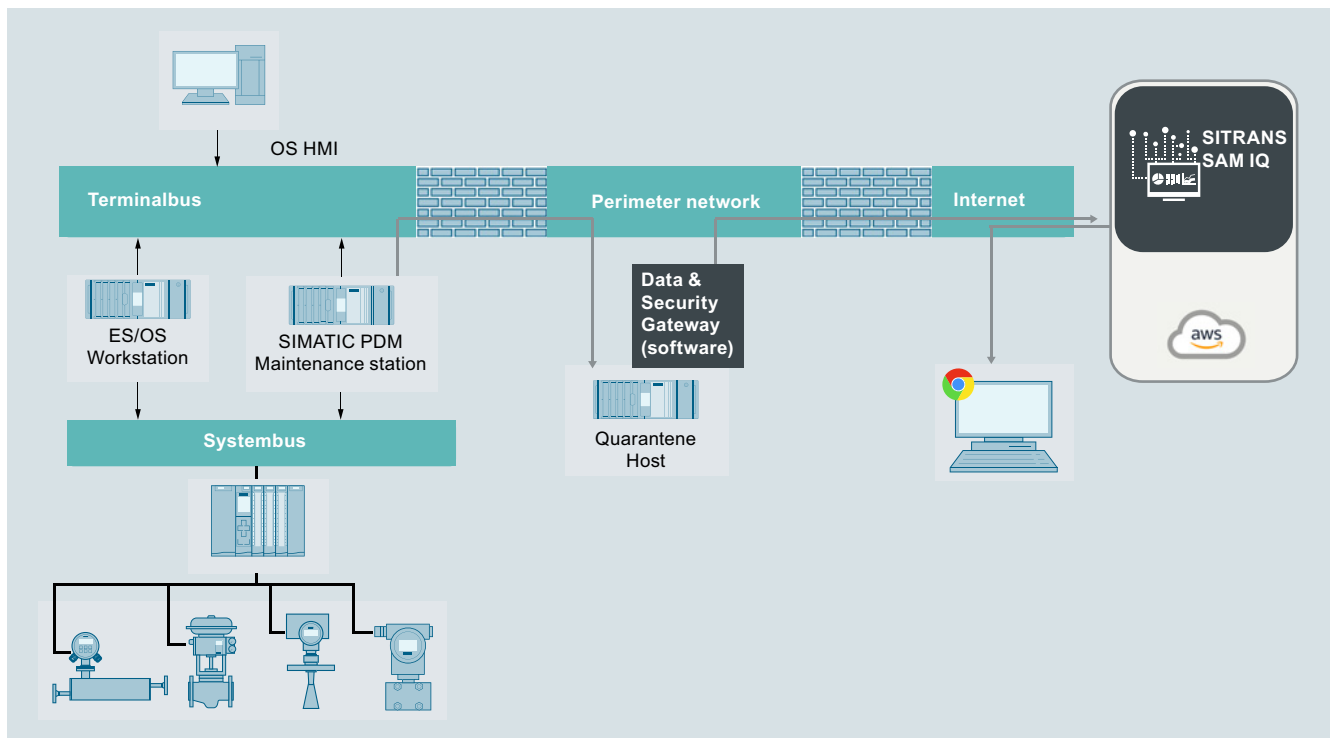 OS HMI
SITRANS
SAM IQ
Terminalbus
Perimeter network
Internet
Data &
Security
Gateway
(software)
ES/OS
Workstation
SIMATIC PDM
Maintenance station
aws
Quarantene
Host
Systembus